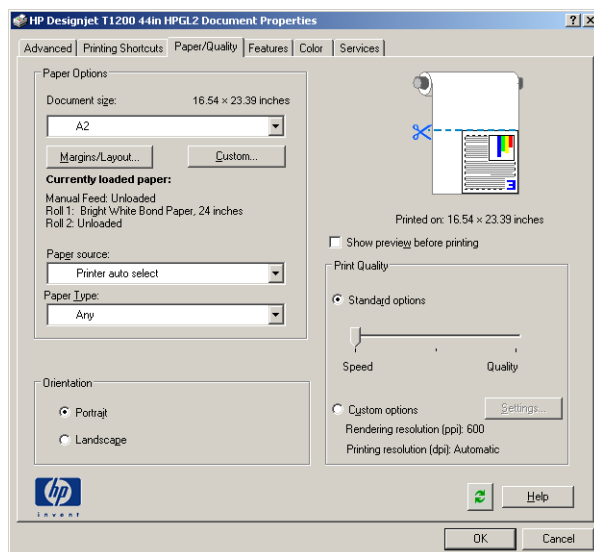 HP Designjet T1200 44in HPGL2 Document Properties
Advanced Printing Shortcuts Paper/Quality Features Color Services
Paper Options
Document size: 16.54 × 23.39 inches
A2
Margins/Layout... Custom...
Currently loaded paper:
Manual Feed: Unloaded
Roll 1: Bright White Bond Paper, 24 inches
Roll 2: Unloaded
Paper source:
Printer auto select
Paper Type:
Any
Orientation
Portrait
Landscape
3
Printed on: 16.54 × 23.39 inches
Show preview before printing
Print Quality
Standard options
Speed Quality
Custom options Settings...
Rendering resolution (ppi): 600
Printing resolution (dpi): Automatic
hp
invent
Help
OK Cancel